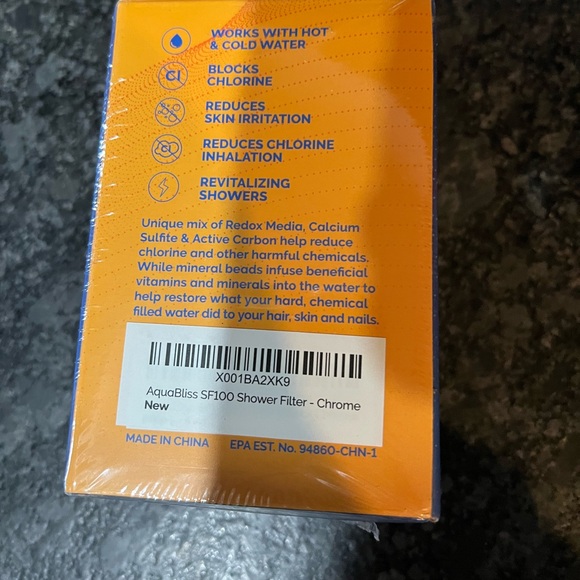 WORKS WITH HOT
& COLD WATER
Cl
BLOCKS
CHLORINE
REDUCES
SKIN IRRITATION
Cl
REDUCES CHLORINE
INHALATION
REVITALIZING
SHOWERS
Unique mix of Redox Media, Calcium
Sulfite & Active Carbon help reduce
chlorine and other harmful chemicals.
While mineral beads infuse beneficial
vitamins and minerals into the water to
help restore what your hard, chemical
filled water did to your hair, skin and nails.
X001BA2XK9
AquaBliss SF100 Shower Filter - Chrome
New
MADE IN CHINA EPA EST. No. 94860-CHN-1